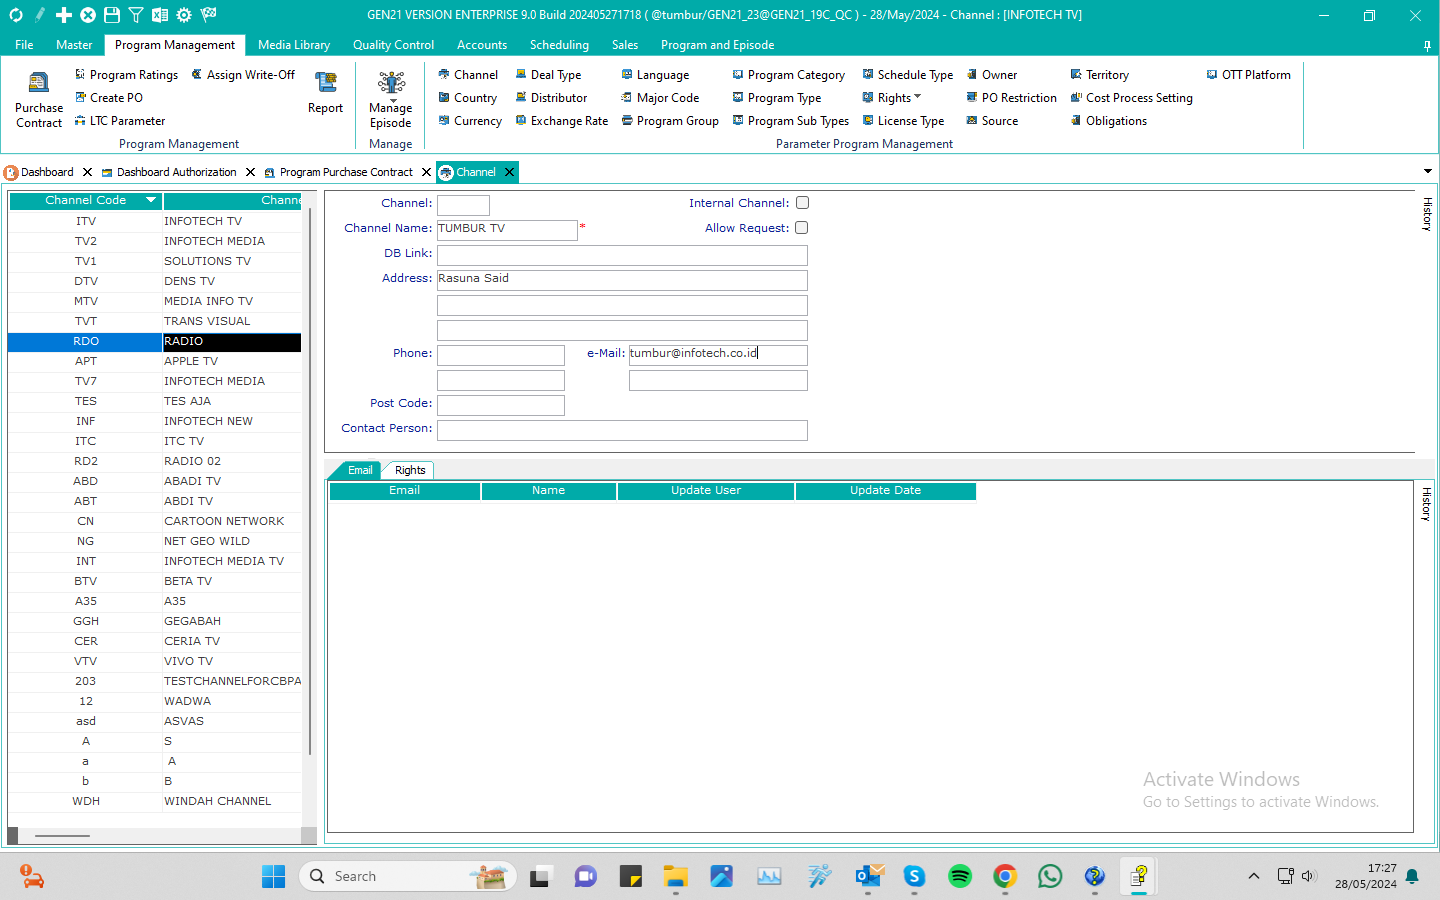 GEN21 VERSION ENTERPRISE 9.0 Build 202405271718 ( @tumbur/GEN21_23@GEN21_19C_QC ) - 28/May/2024 - Channel : [INFOTECH TV]
File Master Program Management Media Library Quality Control Accounts Scheduling Sales Program and Episode
Program Ratings Assign Write-Off Channel Deal Type Language Program Category Schedule Type Owner Territory OTT Platform
Purchase Contract Create PO Report Manage Episode Country Distributor Major Code Program Type Rights PO Restriction Cost Process Setting
LTC Parameter Currency Exchange Rate Program Group Program Sub Types License Type Source Obligations
Program Management Manage Parameter Program Management
Dashboard Dashboard Authorization Program Purchase Contract Channel
Channel Code Channe
ITV INFOTECH TV
TV2 INFOTECH MEDIA
TV1 SOLUTIONS TV
DTV DENS TV
MTV MEDIA INFO TV
TVT TRANS VISUAL
RDO RADIO
APT APPLE TV
TV7 INFOTECH MEDIA
TES TES AJA
INF INFOTECH NEW
ITC ITC TV
RD2 RADIO 02
ABD ABADI TV
ABT ABDI TV
CN CARTOON NETWORK
NG NET GEO WILD
INT INFOTECH MEDIA TV
BTV BETA TV
A35 A35
GGH GEGABAH
CER CERIA TV
VTV VIVO TV
203 TESTCHANNELFORCBPA
12 WADWA
asd ASVAS
A S
a A
b B
WDH WINDAH CHANNEL
Channel: Internal Channel:
Channel Name: TUMBUR TV * Allow Request:
DB Link:
Address: Rasuna Said
Phone: e-Mail: tumbur@infotech.co.id
Post Code:
Contact Person:
History
Email Rights
Email Name Update User Update Date
History
Activate Windows
Go to Settings to activate Windows.
Search
17:27
28/05/2024